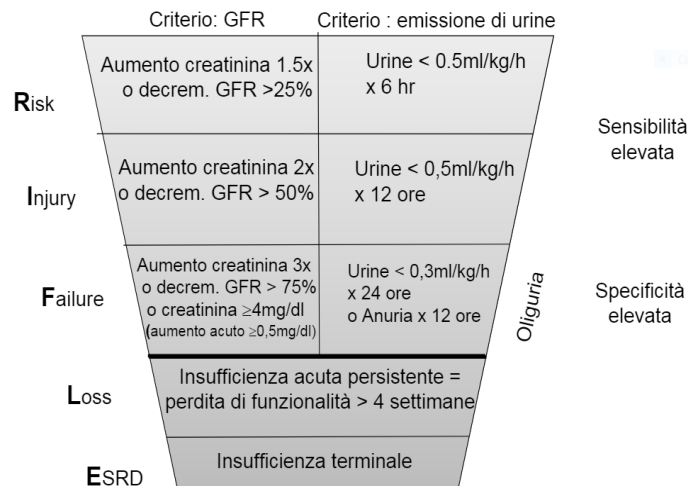 Criterio: GFR
Criterio : emissione di urine
Risk
Aumento creatinina 1.5x
o decrem. GFR >25%
Urine < 0.5ml/kg/h
x 6 hr
Sensibilità
elevata
Injury
Aumento creatinina 2x
o decrem. GFR > 50%
Urine < 0,5ml/kg/h
x 12 ore
Failure
Aumento creatinina 3x
o decrem. GFR > 75%
o creatinina ≥4mg/dl
(aumento acuto ≥0,5mg/dl)
Urine < 0,3ml/kg/h
x 24 ore
o Anuria x 12 ore
Oliguria
Specificità
elevata
Loss
Insufficienza acuta persistente =
perdita di funzionalità > 4 settimane
ESRD
Insufficienza terminale